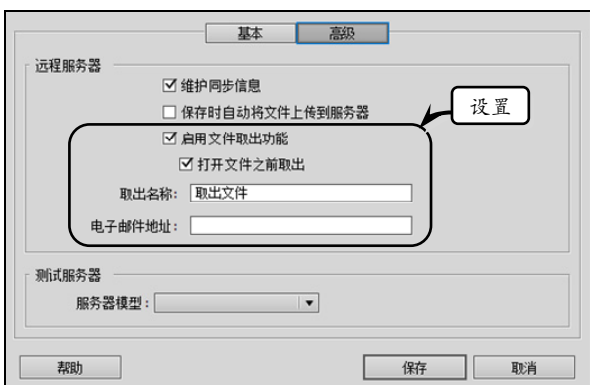 基本 高级
远程服务器
维护同步信息
保存时自动将文件上传到服务器
设置
启用文件取出功能
打开文件之前取出
取出名称: 取出文件
电子邮件地址:
测试服务器
服务器模型:
帮助 保存 取消